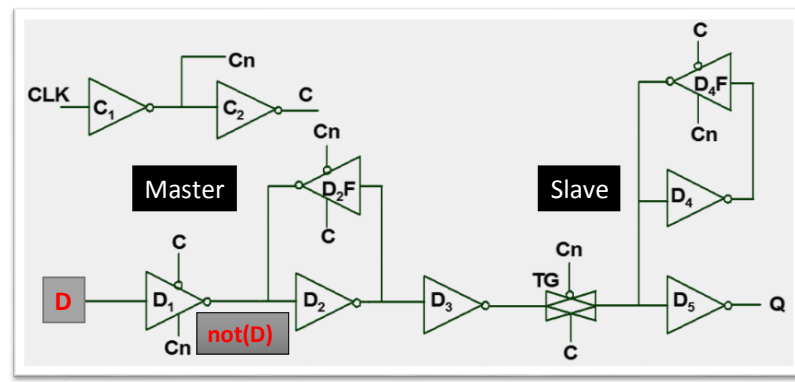 C
Cn
CLK
C1
C2
C
D4F
Cn
Cn
Master
D2F
Slave
D4
C
C
Cn
TG
D
D1
D2
D3
D5
Q
Cn
not(D)
C